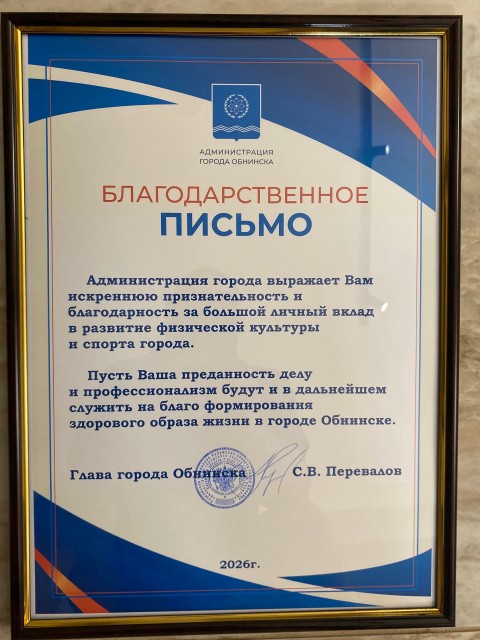 АДМИНИСТРАЦИЯ
ГОРОДА ОБНИНСКА
БЛАГОДАРСТВЕННОЕ
ПИСЬМО
Администрация города выражает Вам
искреннюю признательность и
благодарность за большой личный вклад
в развитие физической культуры
и спорта города.
Пусть Ваша преданность делу
и профессионализм будут и в дальнейшем
служить на благо формирования
здорового образа жизни в городе Обнинске.
Глава города Обнинска С.В. Перевалов
2026г.